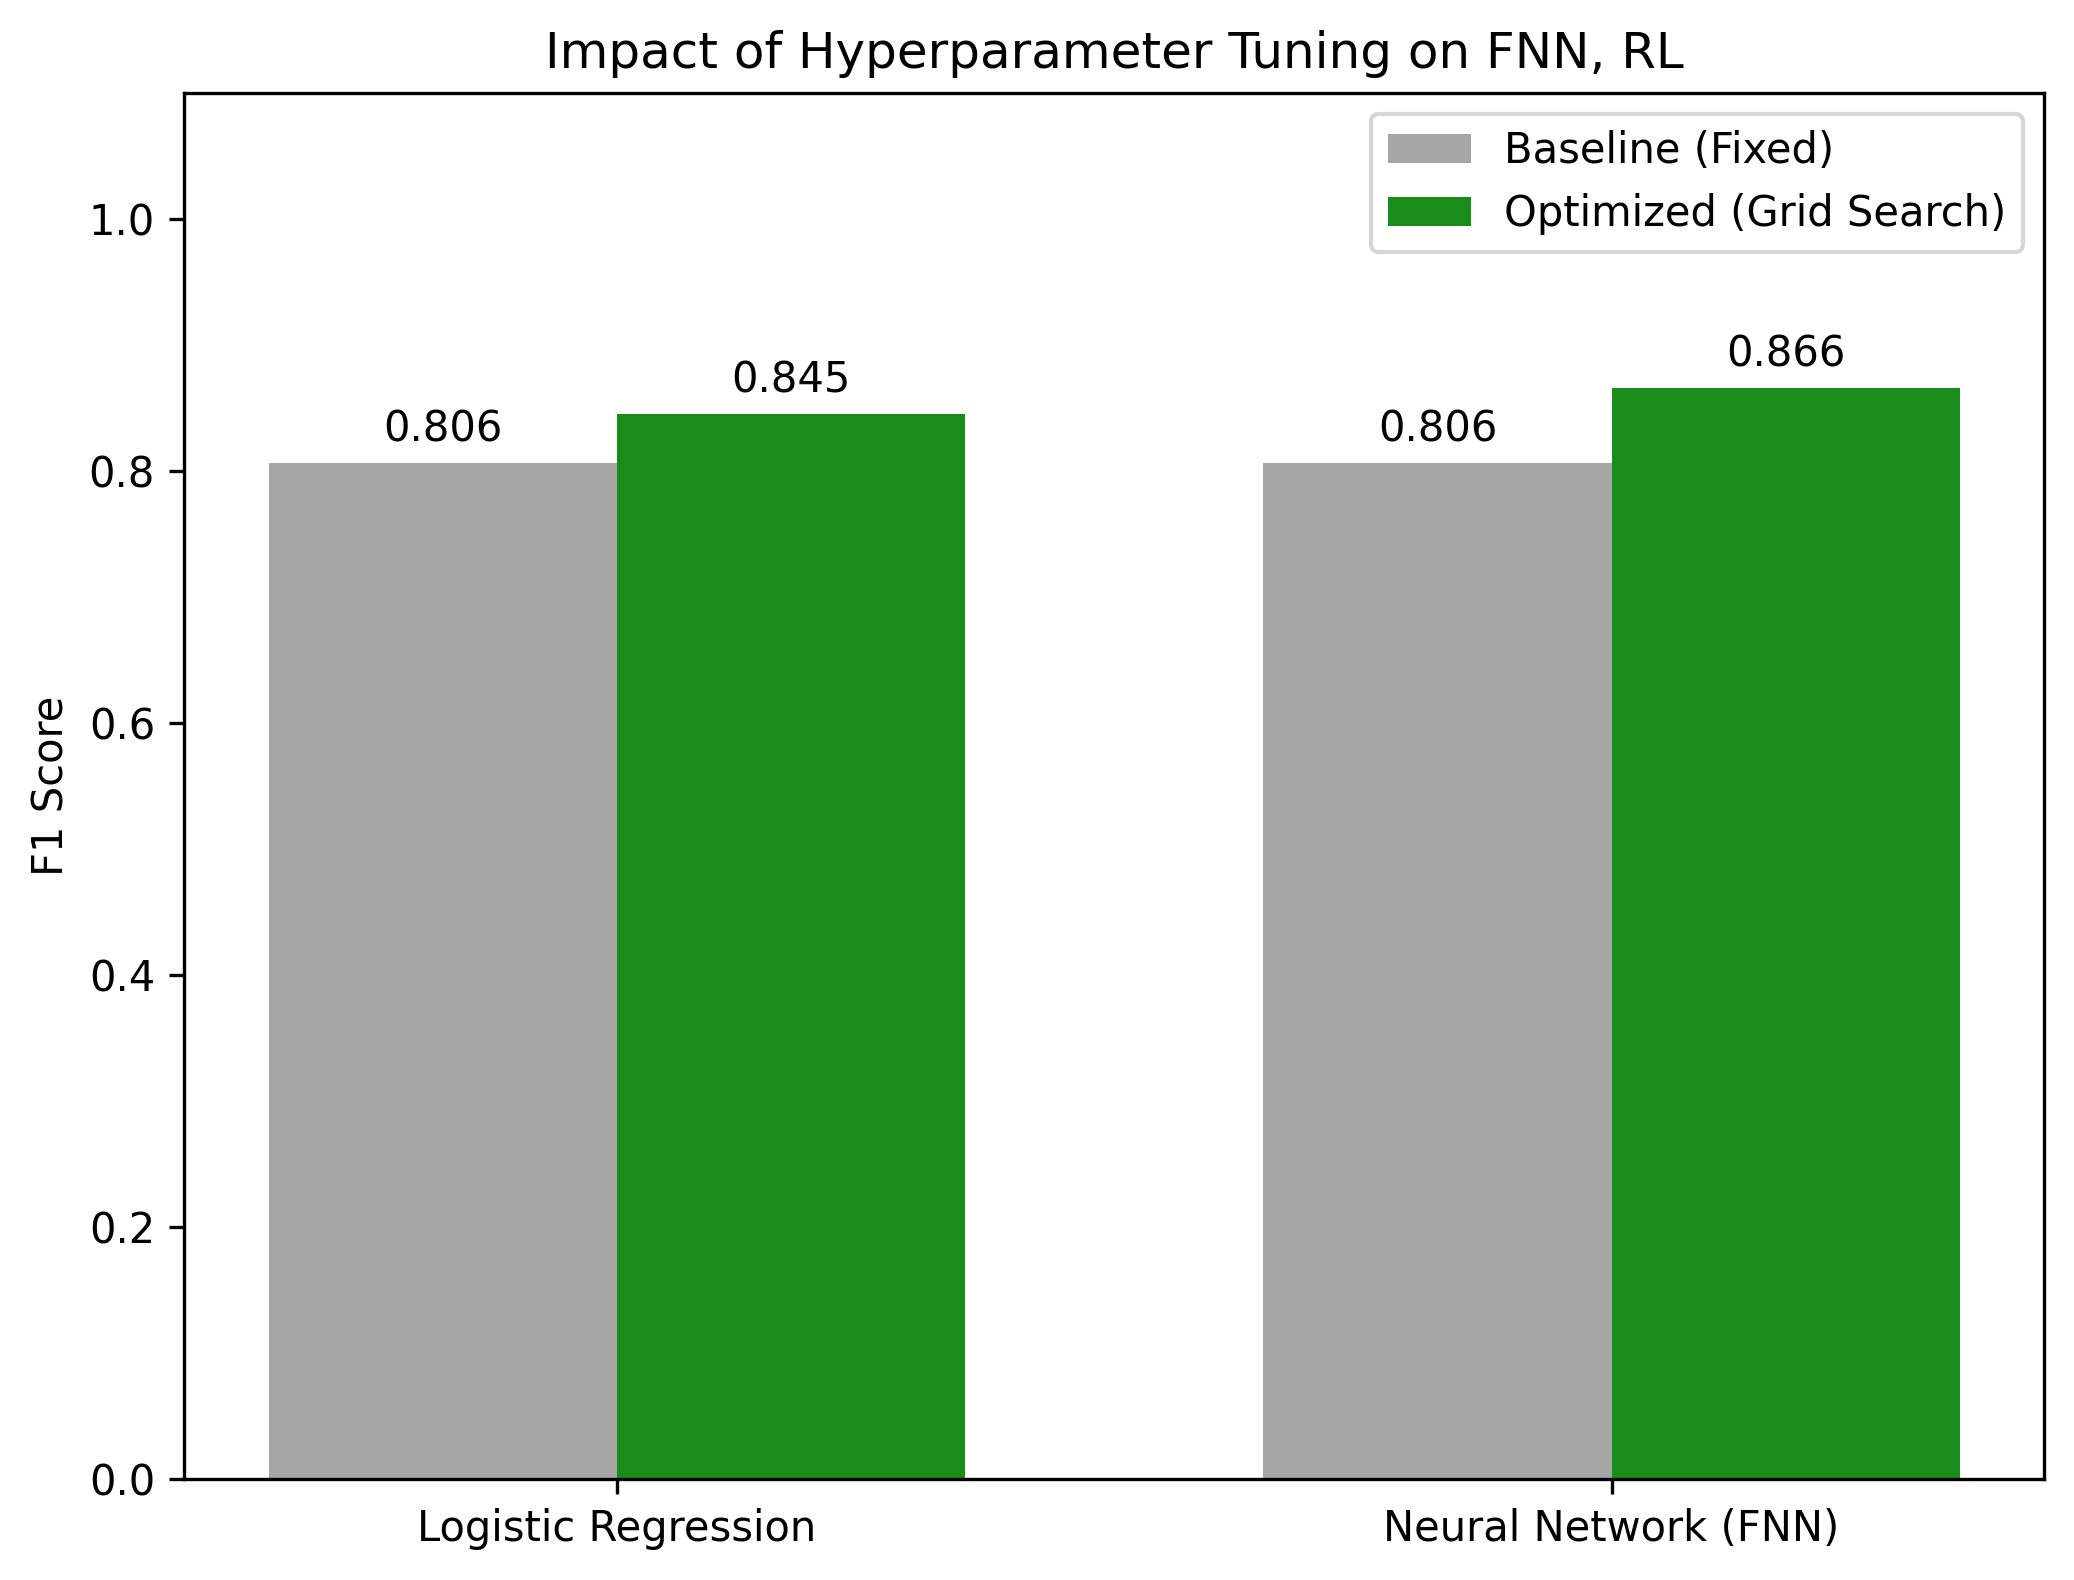 Impact of Hyperparameter Tuning on FNN, RL
Baseline (Fixed)
Optimized (Grid Search)
F1 Score
1.0
0.8
0.6
0.4
0.2
0.0
0.806
0.845
0.806
0.866
Logistic Regression
Neural Network (FNN)